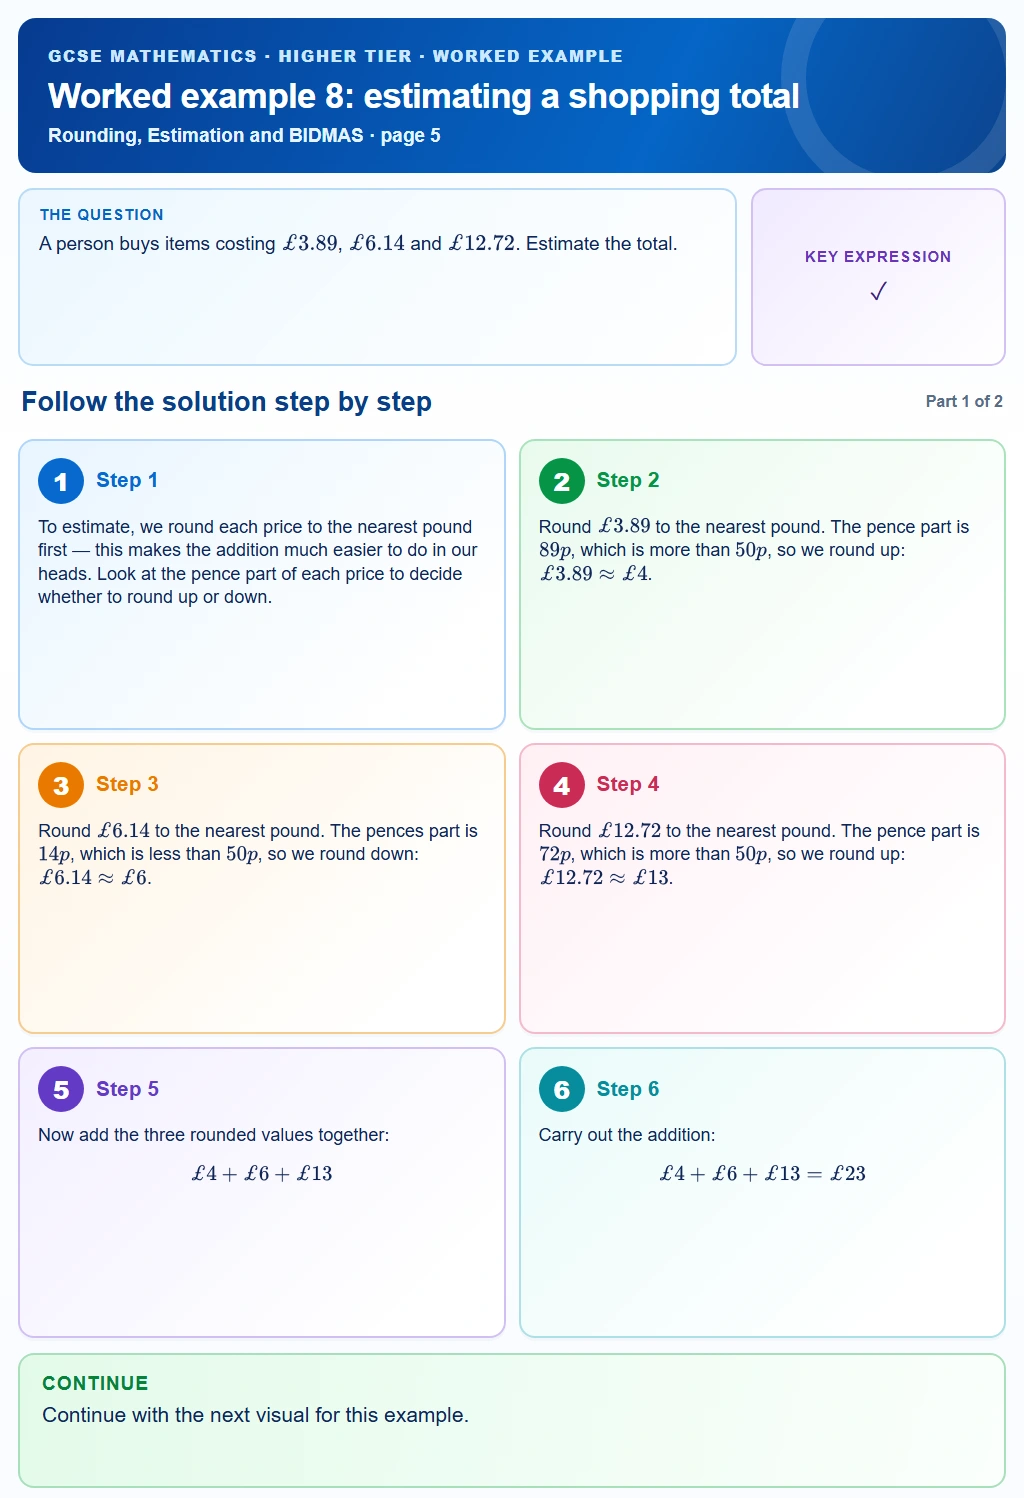 GCSE MATHEMATICS · HIGHER TIER · WORKED EXAMPLE
Worked example 8: estimating a shopping total
Rounding, Estimation and BIDMAS · page 5
THE QUESTION
A person buys items costing £3.89, £6.14 and £12.72. Estimate the total.
KEY EXPRESSION
✓
Follow the solution step by step
Part 1 of 2
1 Step 1
To estimate, we round each price to the nearest pound
first — this makes the addition much easier to do in our
heads. Look at the pence part of each price to decide
whether to round up or down.
2 Step 2
Round £3.89 to the nearest pound. The pence part is
89p, which is more than 50p, so we round up:
£3.89 ≈ £4.
3 Step 3
Round £6.14 to the nearest pound. The pences part is
14p, which is less than 50p, so we round down:
£6.14 ≈ £6.
4 Step 4
Round £12.72 to the nearest pound. The pence part is
72p, which is more than 50p, so we round up:
£12.72 ≈ £13.
5 Step 5
Now add the three rounded values together:
£4 + £6 + £13
6 Step 6
Carry out the addition:
£4 + £6 + £13 = £23
CONTINUE
Continue with the next visual for this example.